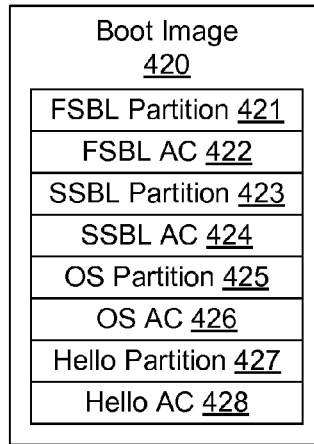 Boot Image
420
FSBL Partition 421
FSBL AC 422
SSBL Partition 423
SSBL AC 424
OS Partition 425
OS AC 426
Hello Partition 427
Hello AC 428